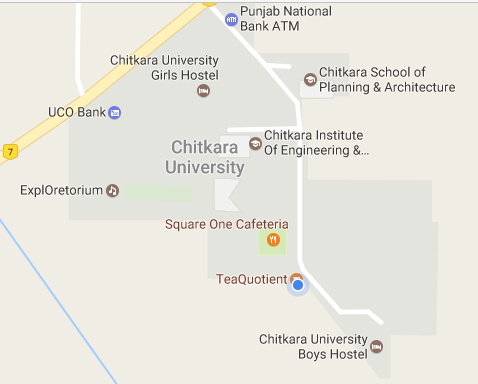 Punjab National
Bank ATM
Chitkara University
Girls Hostel
Chitkara School of
Planning & Architecture
UCO Bank
ATM
7
Chitkara
University
Chitkara Institute
Of Engineering &...
ExplOretorium
Square One Cafeteria
TeaQuotient
Chitkara University
Boys Hostel